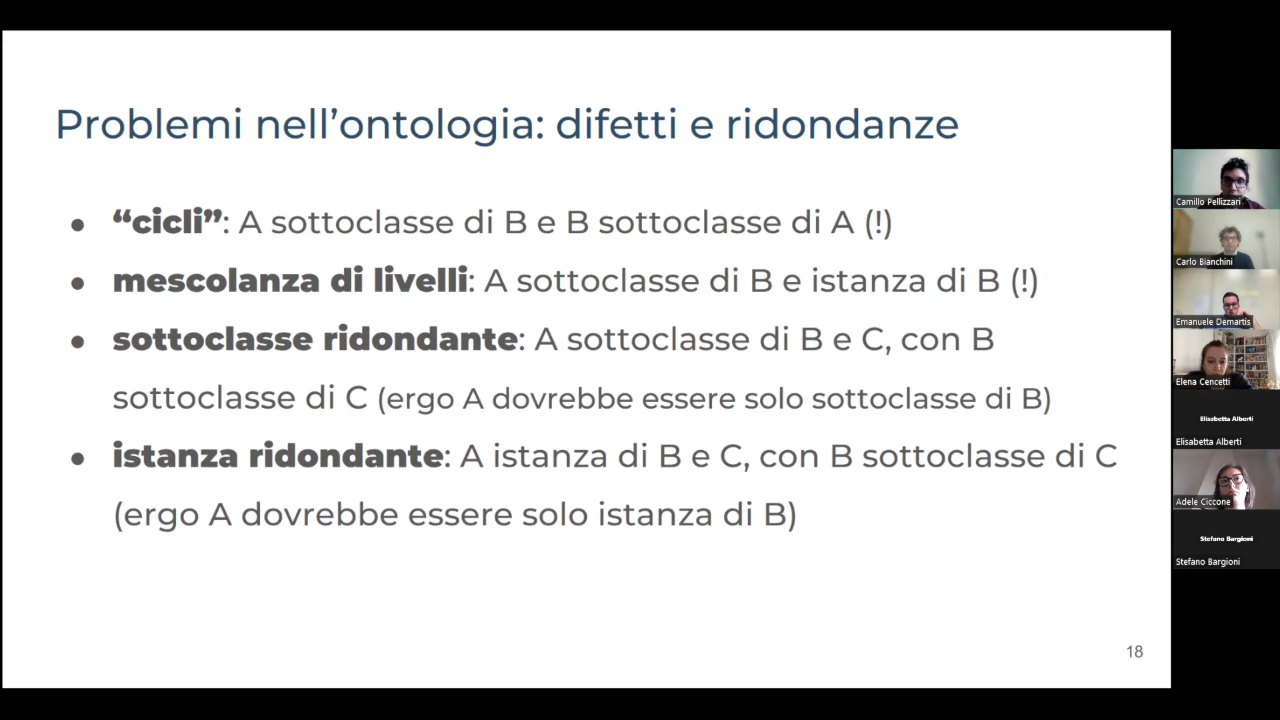 Problemi nell’ontologia: difetti e ridondanze
● “cicli”: A sottoclasse di B e B sottoclasse di A (!)
● mescolanza di livelli: A sottoclasse di B e istanza di B (!)
● sottoclasse ridondante: A sottoclasse di B e C, con B
sottoclasse di C (ergo A dovrebbe essere solo sottoclasse di B)
● istanza ridondante: A istanza di B e C, con B sottoclasse di C
(ergo A dovrebbe essere solo istanza di B)
18
Camillo Pellizzari
Carlo Bianchini
Emanuele Demartis
Elena Cencetti
Elisabetta Alberti
Elisabetta Alberti
Adele Ciccone
Stefano Bargioni
Stefano Bargioni